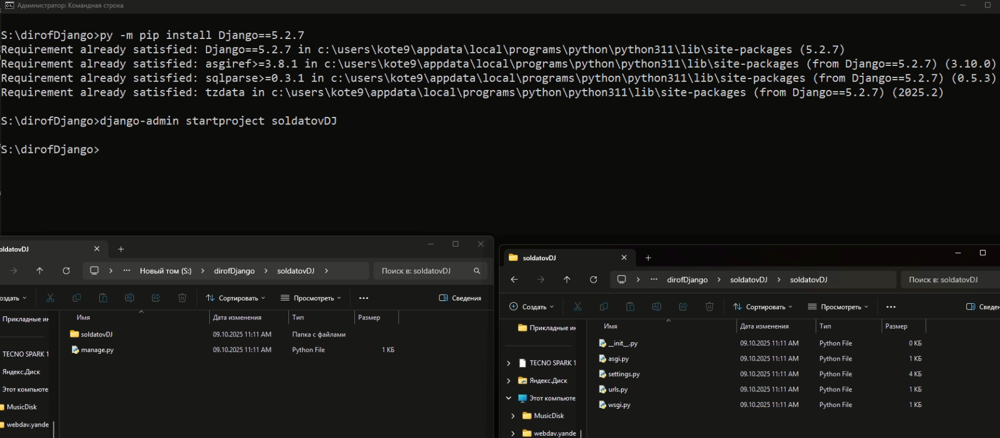 Администратор: Командная строка
S:\dirofDjango>py -m pip install Django==5.2.7
Requirement already satisfied: Django==5.2.7 in c:\users\kote9\appdata\local\programs\python\python311\lib\site-packages (5.2.7)
Requirement already satisfied: asgiref>=3.8.1 in c:\users\kote9\appdata\local\programs\python\python311\lib\site-packages (from Django==5.2.7) (3.10.0)
Requirement already satisfied: sqlparse>=0.3.1 in c:\users\kote9\appdata\local\programs\python\python311\lib\site-packages (from Django==5.2.7) (0.5.3)
Requirement already satisfied: tzdata in c:\users\kote9\appdata\local\programs\python\python311\lib\site-packages (from Django==5.2.7) (2025.2)
S:\dirofDjango>django-admin startproject soldatovDJ
S:\dirofDjango>
oldatovDJ
Новый том (S:) dirofDjango soldatovDJ Поиск в: soldatovDJ
оздать Сортировать Просмотреть Сведения
Имя Дата изменения Тип Размер
soldatovDJ 09.10.2025 11:11 AM Папка с файлами
manage.py 09.10.2025 11:11 AM Python File 1 КБ
Прикладные ин
TECNO SPARK 1
Яндекс.Диск
Этот компьюте
MusicDisk
webdav.yande
soldatovDJ
dirofDjango soldatovDJ soldatovDJ Поиск в: soldatovDJ
Создать Сортировать Просмотреть Сведен
Имя Дата изменения Тип Размер
__init__.py 09.10.2025 11:11 AM Python File 0 КБ
asgi.py 09.10.2025 11:11 AM Python File 1 КБ
settings.py 09.10.2025 11:11 AM Python File 4 КБ
urls.py 09.10.2025 11:11 AM Python File 1 КБ
wsgi.py 09.10.2025 11:11 AM Python File 1 КБ
Прикладные ин
TECNO SPARK 1
Яндекс.Диск
Этот компьюте
MusicDisk
webdav.yande